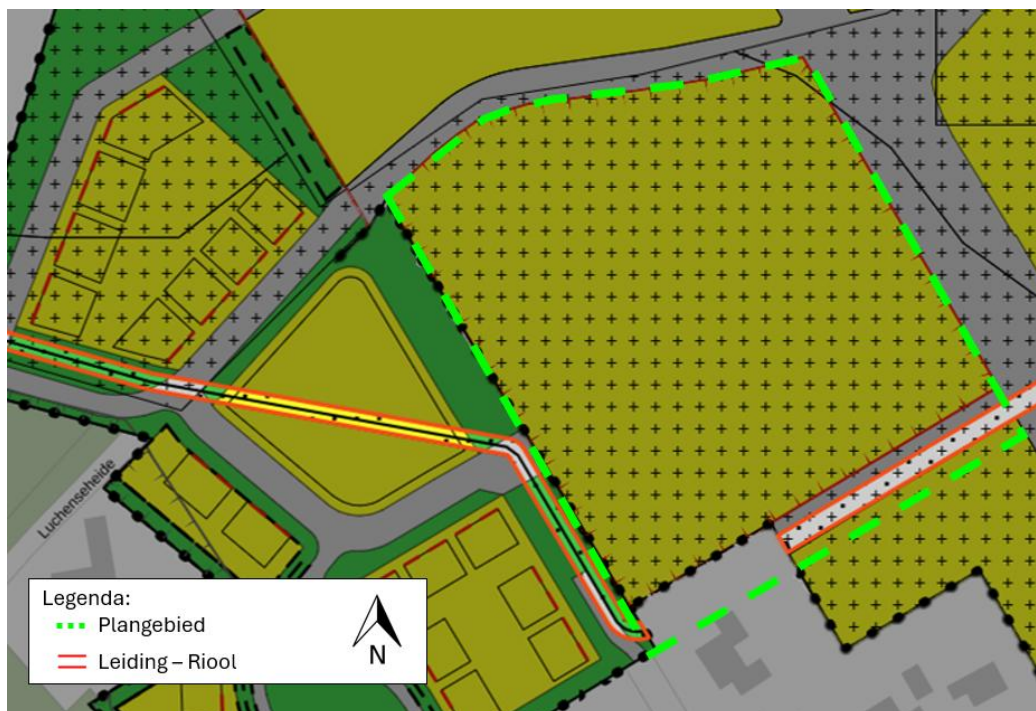 Luchenseheide
Legenda:
Plangebied
Leiding – Riool
N